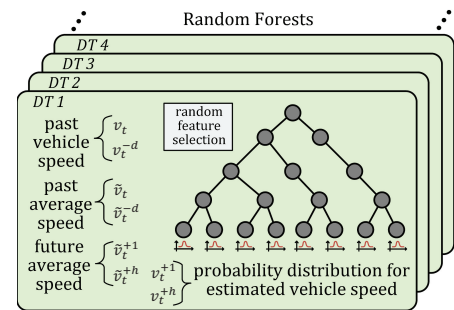 Random Forests
DT 4
DT 3
DT 2
DT 1
past
vehicle
speed
v_t
v_t^{-d}
random
feature
selection
past
average
speed
ṽ_t
ṽ_t^{-d}
future
average
speed
ṽ_t^{+1}
ṽ_t^{+h}
v_t^{+1}
v_t^{+h}
probability distribution for
estimated vehicle speed